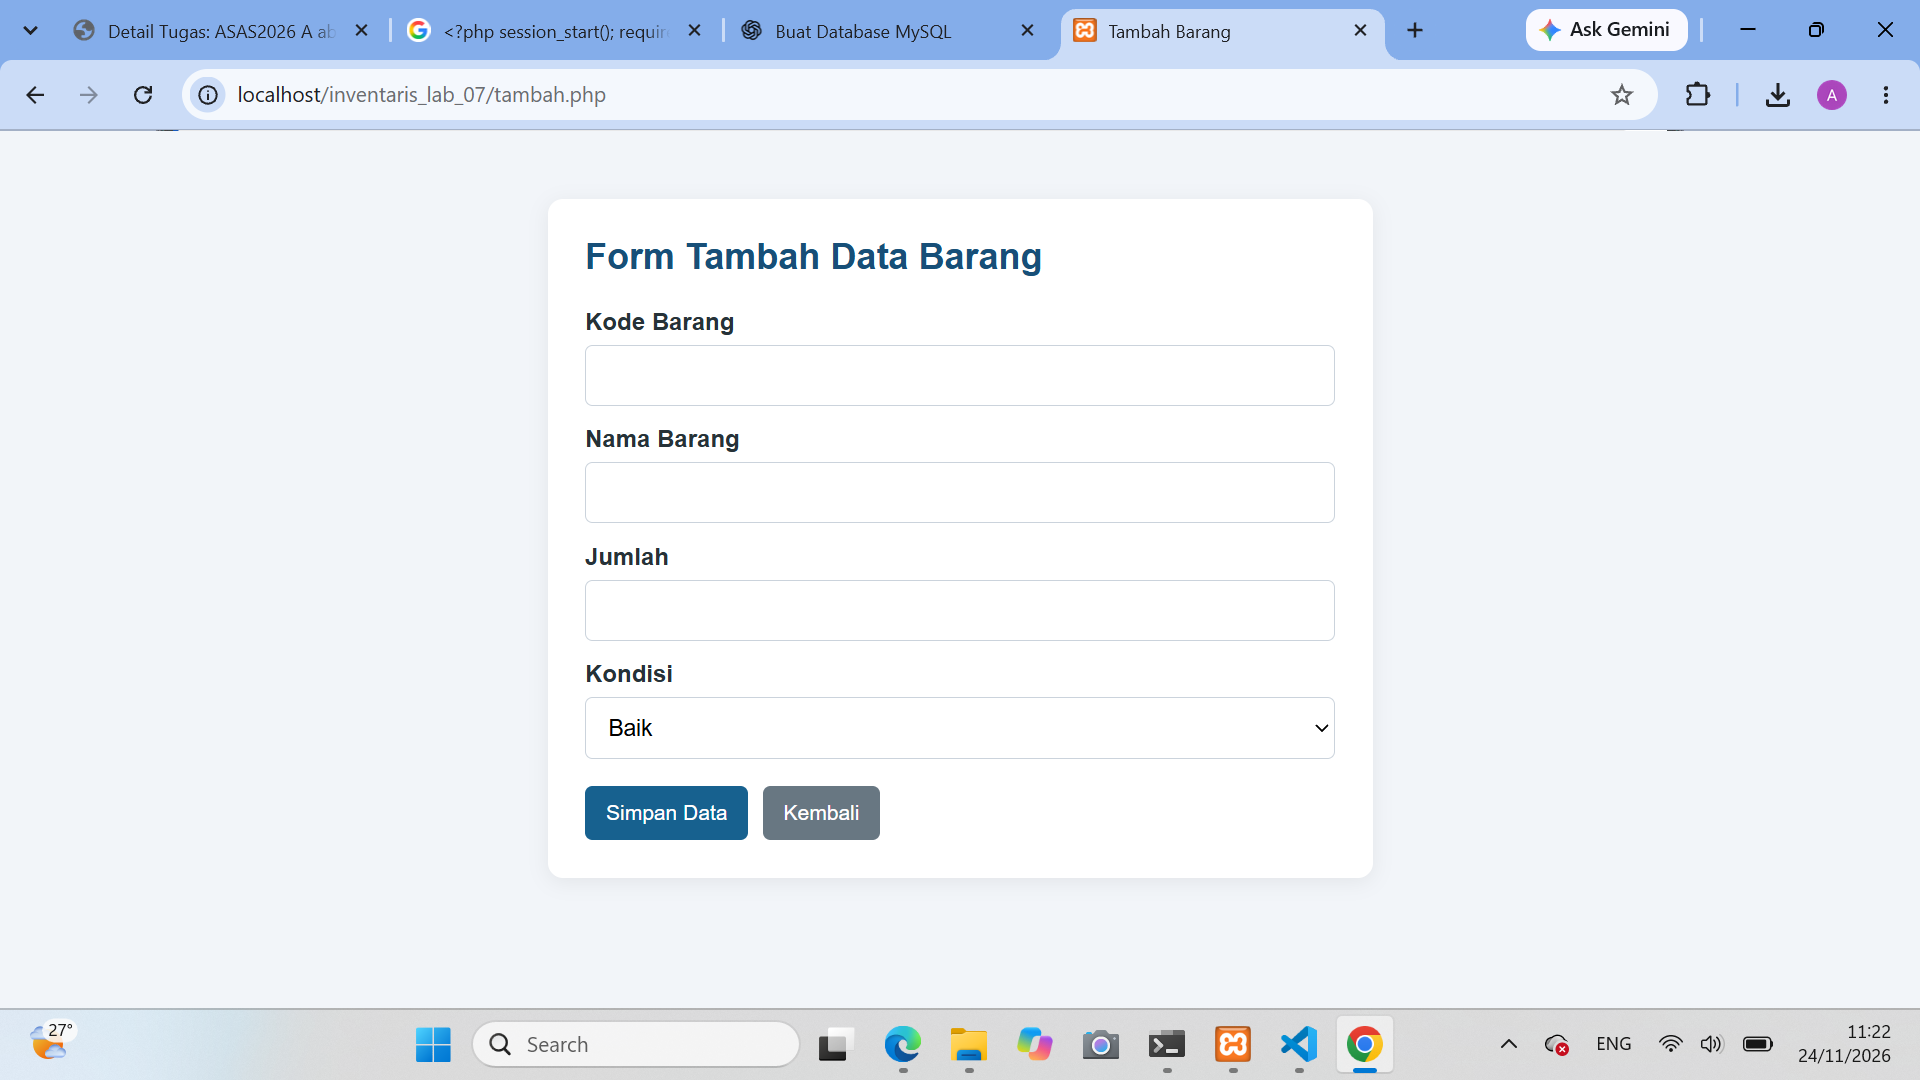 Detail Tugas: ASAS2026 A ab
<?php session_start(); requir
Buat Database MySQL
Tambah Barang
Ask Gemini
localhost/inventaris_lab_07/tambah.php
A
Form Tambah Data Barang
Kode Barang
Nama Barang
Jumlah
Kondisi
Baik
Simpan Data
Kembali
27°
Search
ENG
11:22
24/11/2026